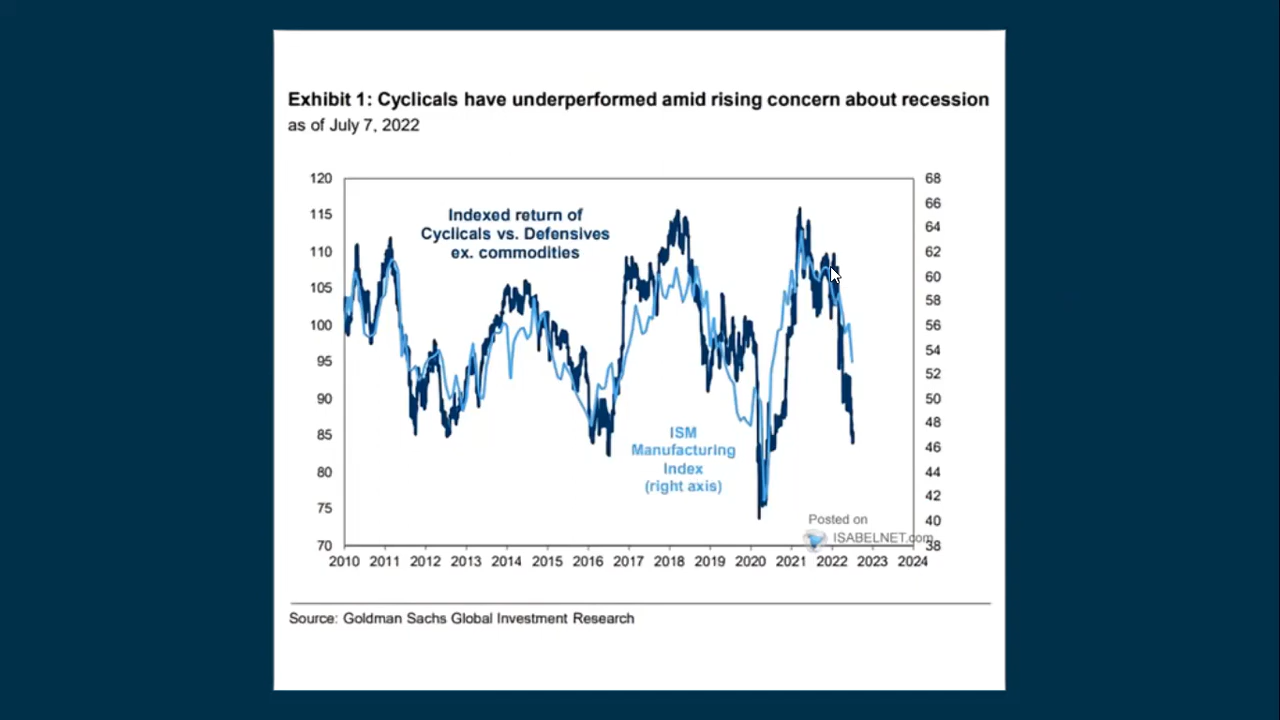 Exhibit 1: Cyclicals have underperformed amid rising concern about recession
as of July 7, 2022
120
115
110
105
100
95
90
85
80
75
70
Indexed return of
Cyclicals vs. Defensives
ex. commodities
ISM
Manufacturing
Index
(right axis)
68
66
64
62
60
58
56
54
52
50
48
46
44
42
40
38
Posted on
ISABELNET.com
2010 2011 2012 2013 2014 2015 2016 2017 2018 2019 2020 2021 2022 2023 2024
Source: Goldman Sachs Global Investment Research